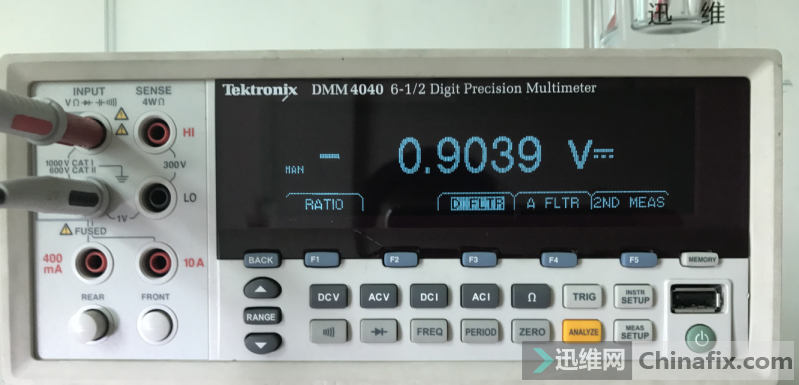 迅 维
INPUT SENSE
VΩ 4WΩ
Tektronix DMM4040 6-1/2 Digit Precision Multimeter
HI
1000V CAT I
600V CAT II
300V
LO
1V
MAN - 0.9039 V
RATIO D FLTR A FLTR 2ND MEAS
FUSED
400
mA
10A
BACK F1 F2 F3 F4 F5 MEMORY
REAR FRONT
DCV ACV DCI ACI Ω TRIG INSTR
SETUP
RANGE
FREQ PERIOD ZERO ANALYZE MEAS
SETUP
迅维网 Chinafix.com